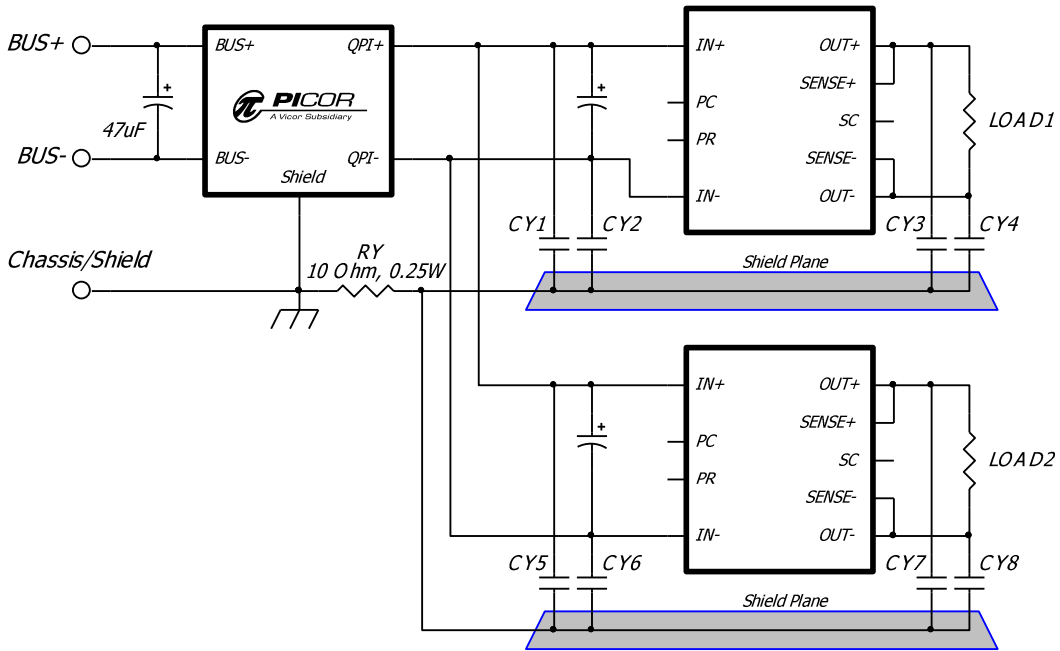 BUS+
BUS+ QPI+
IN+ OUT+
SENSE+
PICOR
A Vicor Subsidiary
PC
SC
LOAD1
47uF
PR
BUS-
BUS- QPI-
SENSE-
Shield
IN- OUT-
CY1 CY2
CY3 CY4
Chassis/Shield
RY
10 Ohm, 0.25W
Shield Plane
IN+ OUT+
SENSE+
PC
SC
LOAD2
PR
SENSE-
IN- OUT-
CY5 CY6
CY7 CY8
Shield Plane